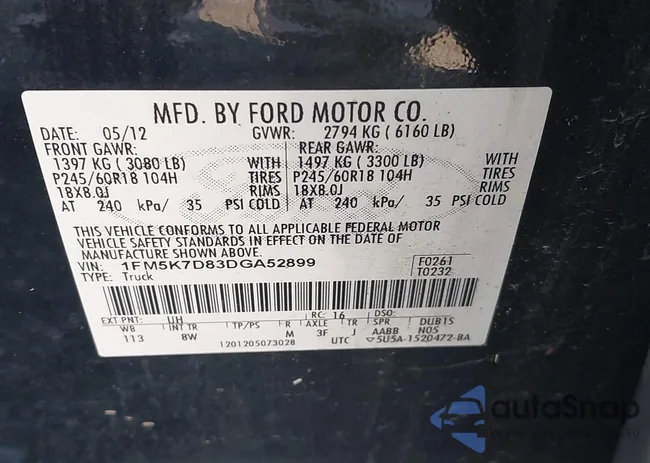 MFD. BY FORD MOTOR CO.
DATE: 05/12 GVWR: 2794 KG ( 6160 LB)
FRONT GAWR: REAR GAWR:
1397 KG ( 3080 LB) WITH 1497 KG ( 3300 LB) WITH
P245/60R18 104H TIRES P245/60R18 104H TIRES
18X8.0J RIMS 18X8.0J RIMS
AT 240 kPa/ 35 PSI COLD AT 240 kPa/ 35 PSI COLD
THIS VEHICLE CONFORMS TO ALL APPLICABLE FEDERAL MOTOR
VEHICLE SAFETY STANDARD IN EFFECT ON THE DATE OF
MANUFACTURE SHOWN ABOVE.
VIN: 1FM5K7D83DGA52899 F0261
TYPE: Truck T0232
EXT PNT: UH RC: 16 DSO:
WB INT TR TP/PS R AXLE TR SPR DUB1S
113 8W M 3F J AABB N05
1201205073028 UTC ▽5U5A-1520472-BA
autoSnap